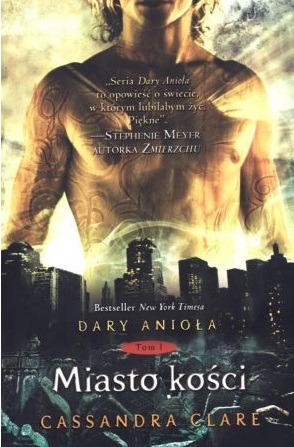 „Seria Dary Anioła
to opowieść o świecie,
w którym lubiłabym żyć.
Piękne”.
—STEPHENIE MEYER
AUTORKA ZMIERZCHU
Bestseller New York Timesa
DARY ANIOŁA
Tom I
Miasto kości
CASSANDRA CLARE